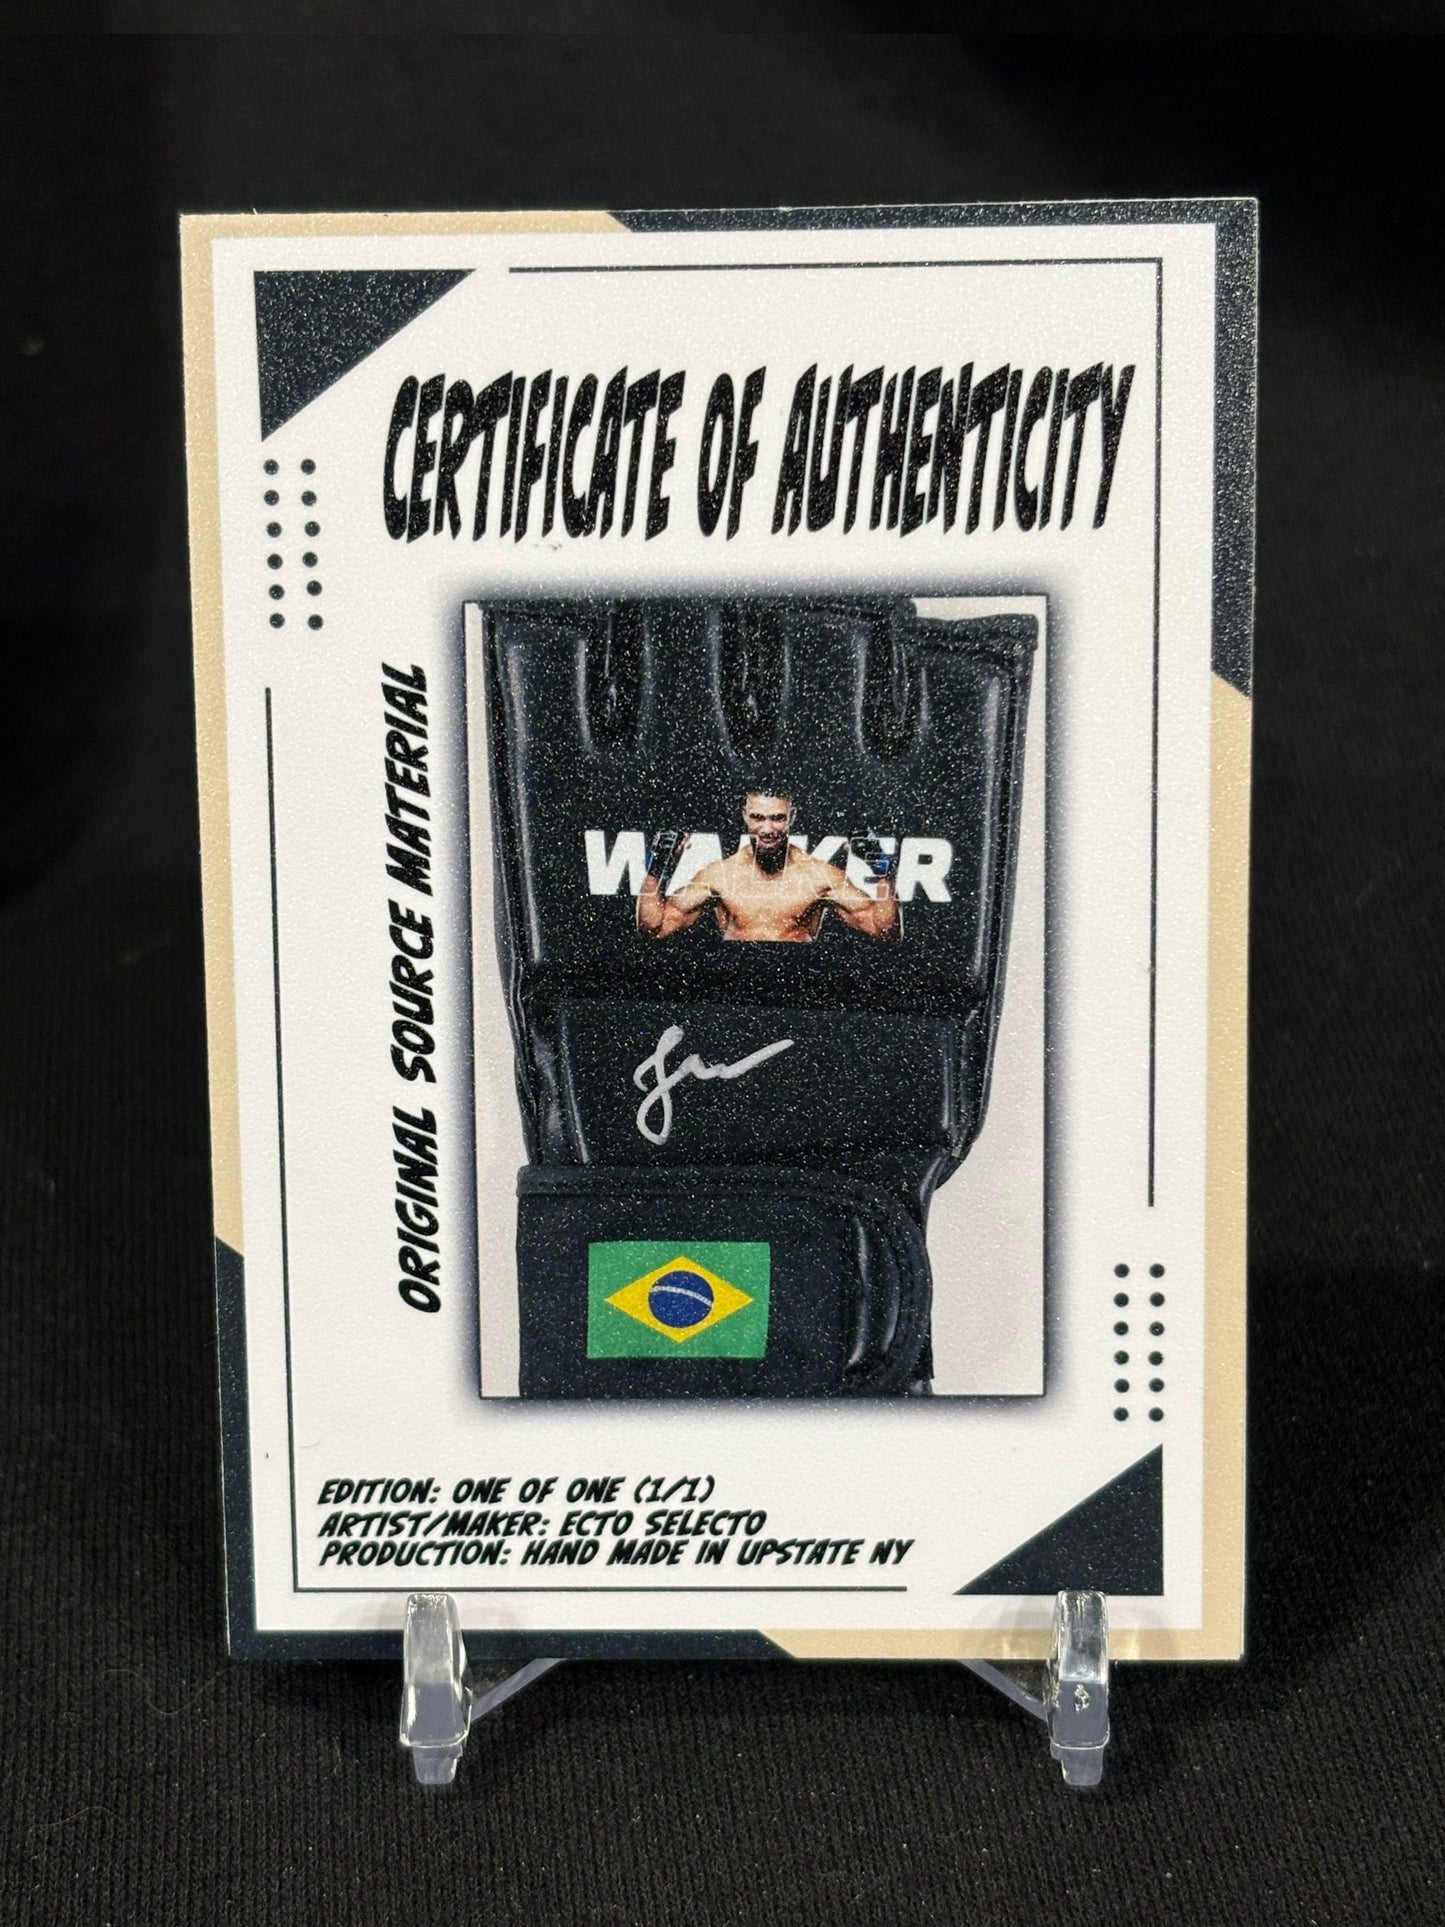 CERTIFICATE OF AUTHENTICITY
ORIGINAL SOURCE MATERIAL
WALKER
EDITION: ONE OF ONE (1/1)
ARTIST/MAKER: ECTO SELECTO
PRODUCTION: HAND MADE IN UPSTATE NY